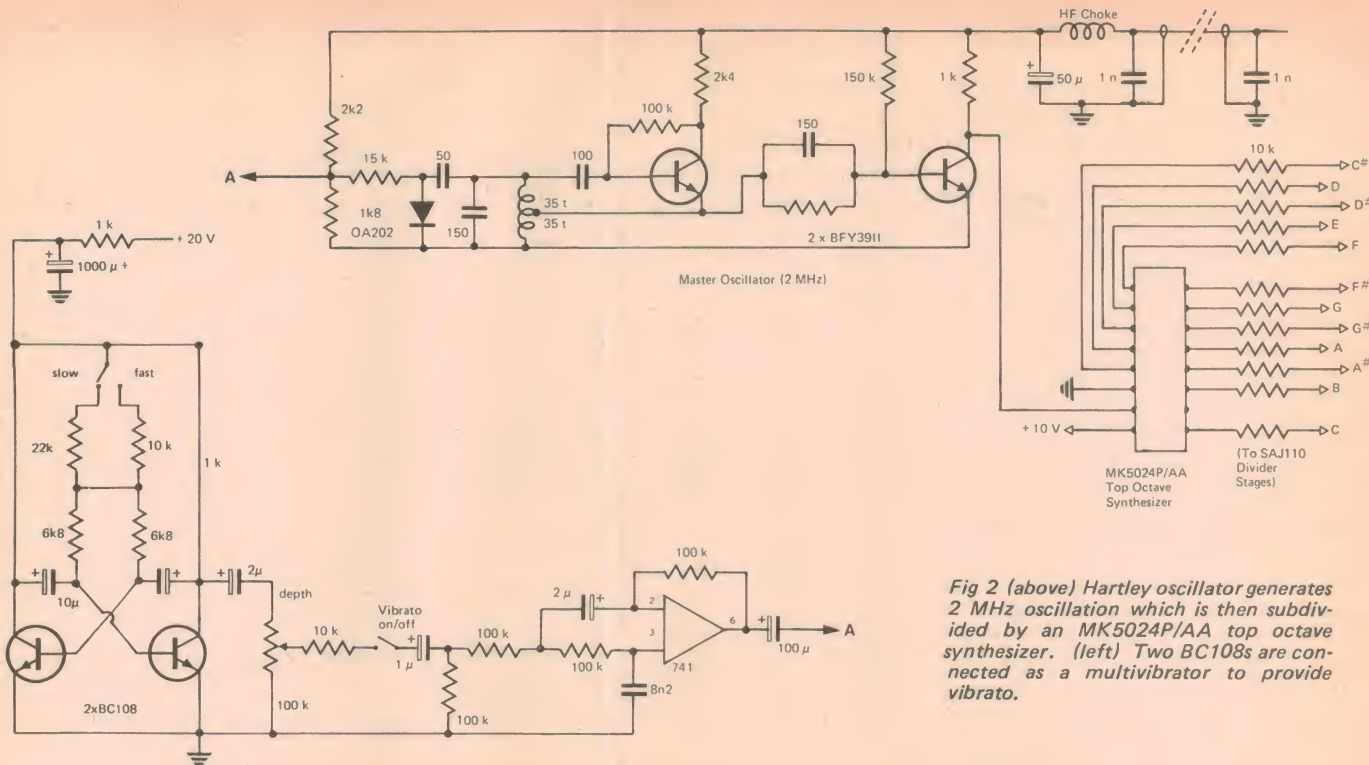 HF Choke
50 µ
+
1 n
1 n
2k2
2k4
150 k
1 k
100 k
A
15 k
50
100
150
1k8
OA202
150
35 t
35 t
2 x BFY39II
Master Oscillator (2 MHz)
10 k
C#
D
D#
E
F
F#
G
G#
A
A#
B
C
+ 10 V
MK5024P/AA
Top Octave
Synthesizer
(To SAJ110
Divider
Stages)
1 k
+ 20 V
+
1000 µ +
slow
fast
22k
10 k
1 k
6k8
6k8
+
10µ
+
+
2µ
depth
2xBC108
100 k
10 k
Vibrato
on/off
+
1 µ
100 k
100 k
2 µ
+
100 k
8n2
100 k
2
3
6
741
+
100 µ
A
Fig 2 (above) Hartley oscillator generates
2 MHz oscillation which is then subdiv-
ided by an MK5024P/AA top octave
synthesizer. (left) Two BC108s are con-
nected as a multivibrator to provide
vibrato.